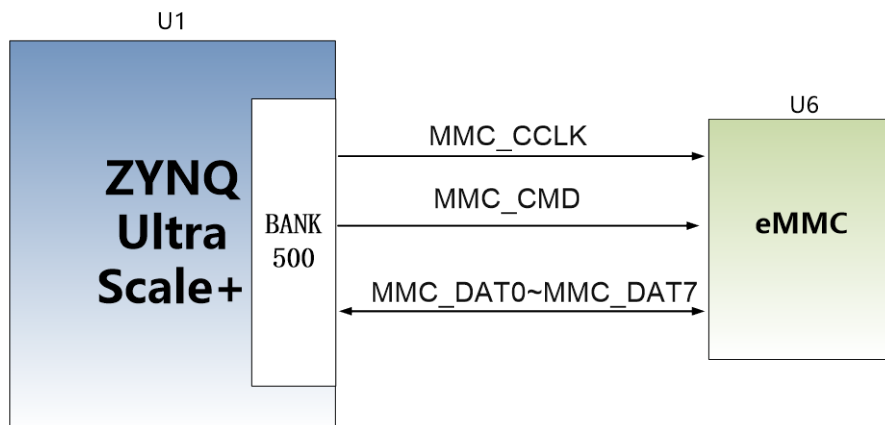 U1
U6
MMC_CCLK
ZYNQ
Ultra
Scale+
BANK
500
MMC_CMD
eMMC
MMC_DAT0~MMC_DAT7